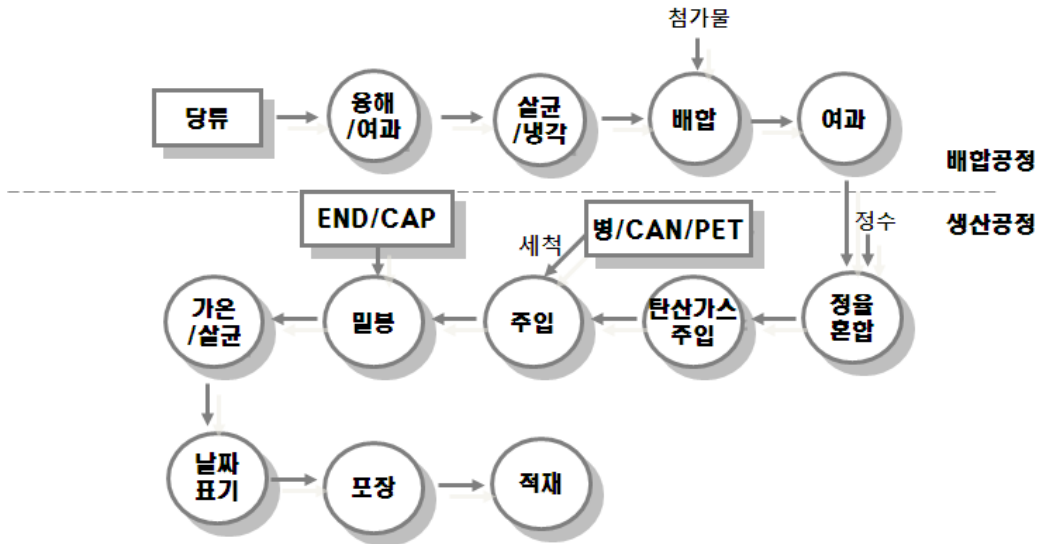 첨가물
당류
용해
/여과
살균
/냉각
배합
여과
배합공정
END/CAP
병/CAN/PET
세척
정수
생산공정
가온
/살균
밀봉
주입
탄산가스
주입
정율
혼합
날짜
표기
포장
적재